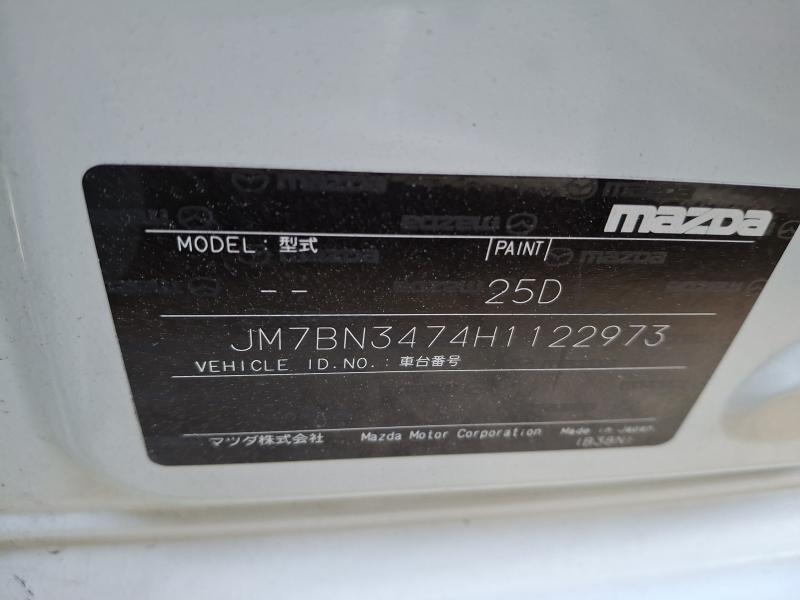 mazda
MODEL : 型式 PAINT
-- 25D
JM7BN3474H1122973
VEHICLE ID.NO. : 車台番号
マツダ株式会社 Mazda Motor Corporation Made in Japan.
(B38N)